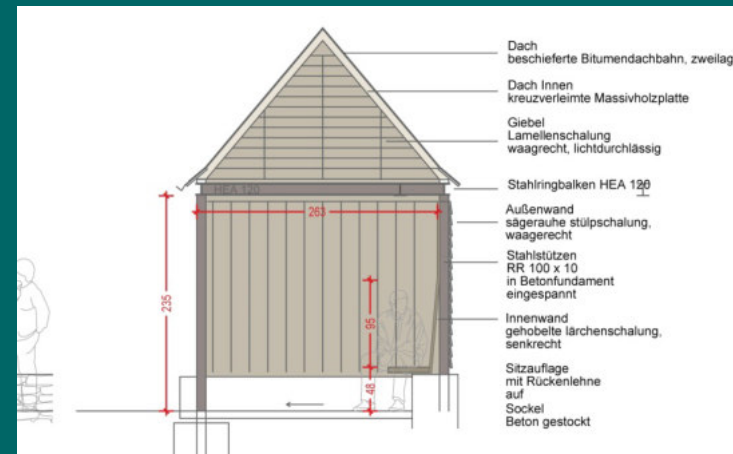 Dach
beschieferte Bitumendachbahn, zweilag
Dach Innen
kreuzverleimte Massivholzplatte
Giebel
Lamellenschalung
waagrecht, lichtdurchlässig
HEA 120
Stahlringbalken HEA 120
263
Außenwand
sägerauhe stülpschalung,
waagerecht
Stahlstützen
RR 100 x 10
in Betonfundament
eingespannt
235
95
Innenwand
gehobelte lärchenschalung,
senkrecht
48
Sitzauflage
mit Rückenlehne
auf
Sockel
Beton gestockt